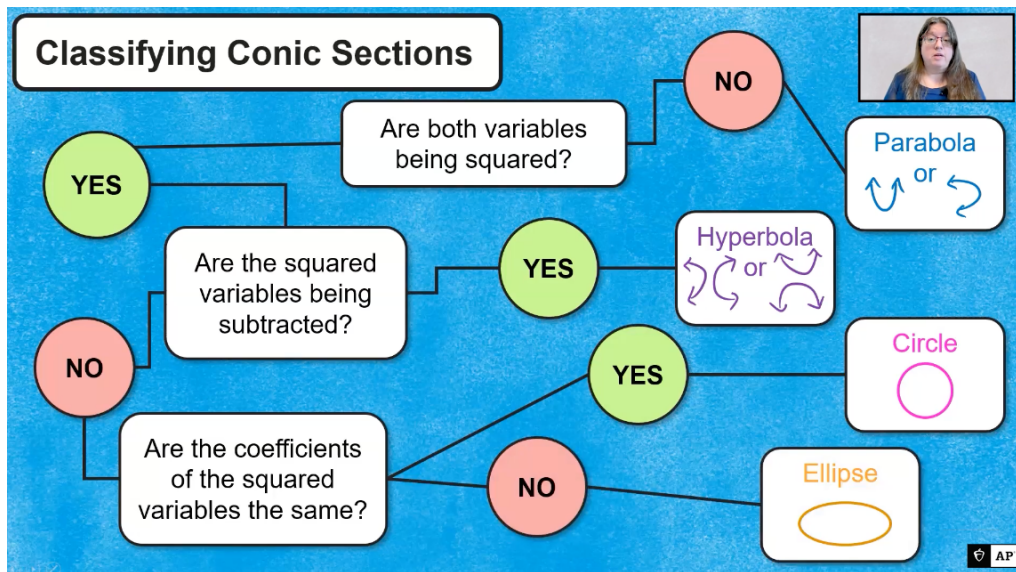 Classifying Conic Sections
NO
Are both variables
being squared?
Parabola
or
YES
Are the squared
variables being
subtracted?
YES
Hyperbola
or
NO
YES
Circle
Are the coefficients
of the squared
variables the same?
NO
Ellipse
AP